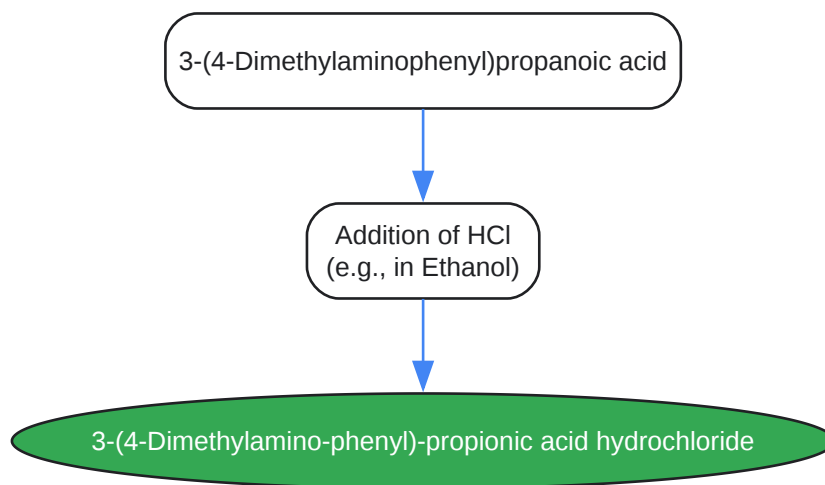 3-(4-Dimethylaminophenyl)propanoic acid
Addition of HCl
(e.g., in Ethanol)
3-(4-Dimethylamino-phenyl)-propionic acid hydrochloride